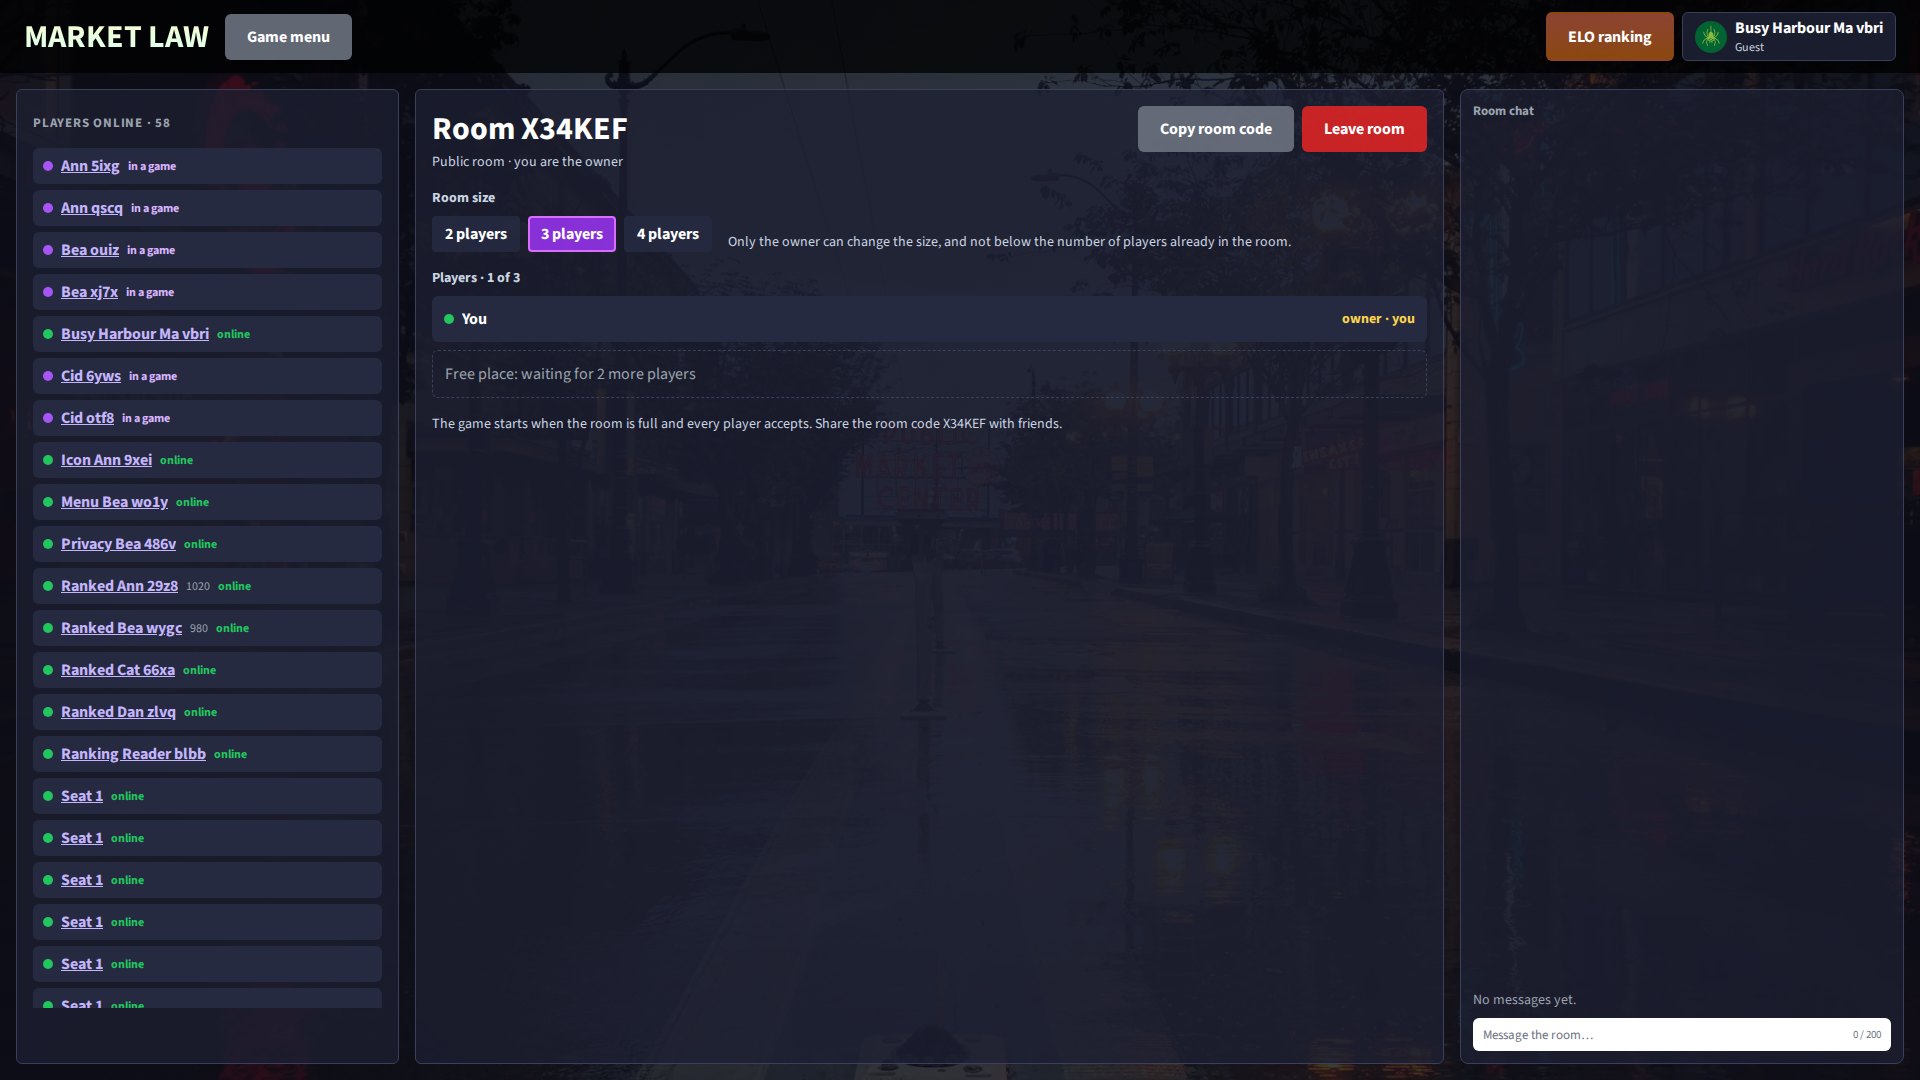 MARKET LAW
Game menu
ELO ranking
Busy Harbour Ma vbri
Guest
PLAYERS ONLINE · 58
Ann 5ixg in a game
Ann qscq in a game
Bea ouiz in a game
Bea xj7x in a game
Busy Harbour Ma vbri online
Cid 6yws in a game
Cid otf8 in a game
Icon Ann 9xei online
Menu Bea wo1y online
Privacy Bea 486v online
Ranked Ann 29z8 1020 online
Ranked Bea wygc 980 online
Ranked Cat 66xa online
Ranked Dan zlvq online
Ranking Reader blbb online
Seat 1 online
Seat 1 online
Seat 1 online
Seat 1 online
Seat 1 online
Seat 1 online
Room X34KEF
Public room · you are the owner
Copy room code
Leave room
Room size
2 players
3 players
4 players
Only the owner can change the size, and not below the number of players already in the room.
Players · 1 of 3
You
owner · you
Free place: waiting for 2 more players
The game starts when the room is full and every player accepts. Share the room code X34KEF with friends.
Room chat
No messages yet.
Message the room…
0 / 200